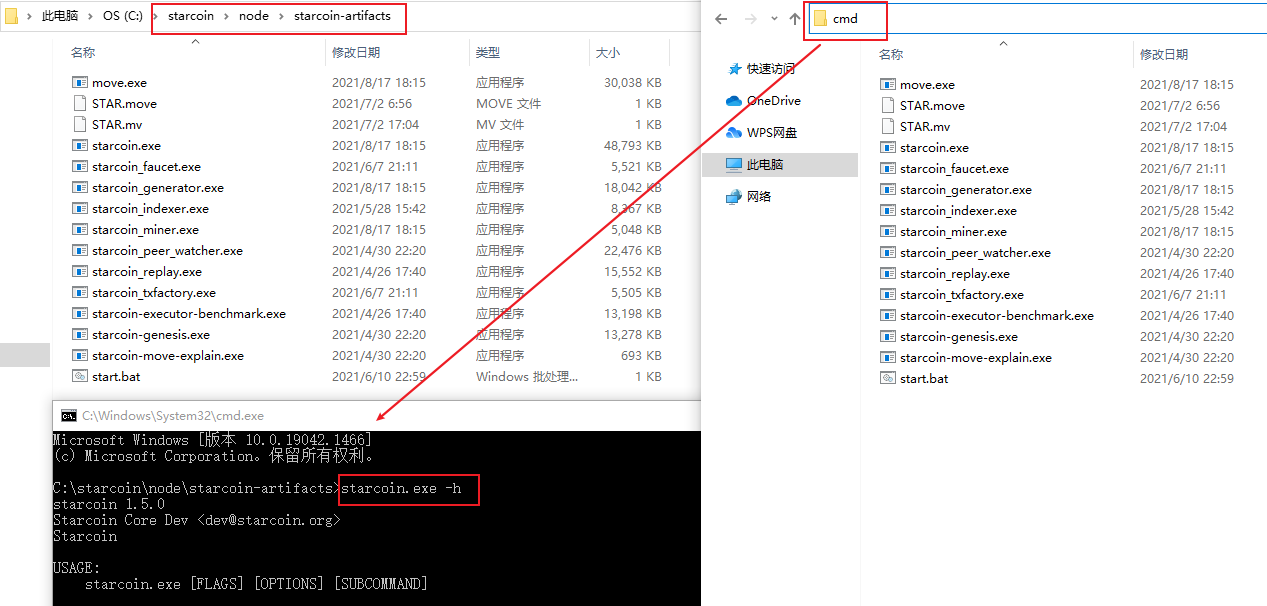 此电脑 › OS (C:) › starcoin › node › starcoin-artifacts
名称 修改日期 类型 大小
move.exe 2021/8/17 18:15 应用程序 30,038 KB
STAR.move 2021/7/2 6:56 MOVE 文件 1 KB
STAR.mv 2021/7/2 17:04 MV 文件 1 KB
starcoin.exe 2021/8/17 18:15 应用程序 48,793 KB
starcoin_faucet.exe 2021/6/7 21:11 应用程序 5,521 KB
starcoin_generator.exe 2021/8/17 18:15 应用程序 18,042 KB
starcoin_indexer.exe 2021/5/28 15:42 应用程序 8,367 KB
starcoin_miner.exe 2021/8/17 18:15 应用程序 5,048 KB
starcoin_peer_watcher.exe 2021/4/30 22:20 应用程序 22,476 KB
starcoin_replay.exe 2021/4/26 17:40 应用程序 15,552 KB
starcoin_txfactory.exe 2021/6/7 21:11 应用程序 5,505 KB
starcoin-executor-benchmark.exe 2021/4/26 17:40 应用程序 13,198 KB
starcoin-genesis.exe 2021/4/30 22:20 应用程序 13,278 KB
starcoin-move-explain.exe 2021/4/30 22:20 应用程序 693 KB
start.bat 2021/6/10 22:59 Windows 批处理... 1 KB
C:\Windows\System32\cmd.exe
Microsoft Windows [版本 10.0.19042.1466]
(c) Microsoft Corporation。保留所有权利。
C:\starcoin\node\starcoin-artifacts>starcoin.exe -h
starcoin 1.5.0
Starcoin Core Dev <dev@starcoin.org>
Starcoin
USAGE:
starcoin.exe [FLAGS] [OPTIONS] [SUBCOMMAND]
cmd
快速访问
OneDrive
WPS网盘
此电脑
网络
名称 修改日期
move.exe 2021/8/17 18:15
STAR.move 2021/7/2 6:56
STAR.mv 2021/7/2 17:04
starcoin.exe 2021/8/17 18:15
starcoin_faucet.exe 2021/6/7 21:11
starcoin_generator.exe 2021/8/17 18:15
starcoin_indexer.exe 2021/5/28 15:42
starcoin_miner.exe 2021/8/17 18:15
starcoin_peer_watcher.exe 2021/4/30 22:20
starcoin_replay.exe 2021/4/26 17:40
starcoin_txfactory.exe 2021/6/7 21:11
starcoin-executor-benchmark.exe 2021/4/26 17:40
starcoin-genesis.exe 2021/4/30 22:20
starcoin-move-explain.exe 2021/4/30 22:20
start.bat 2021/6/10 22:59